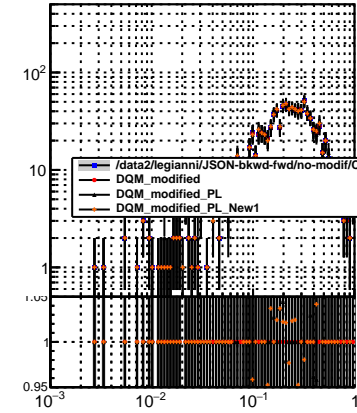 10²
10
1
/data2/legianni/JSON-bkwd-fwd/no-modif/
DQM_modified
DQM_modified_PL
DQM_modified_PL_New1
1
0.95
10⁻³ 10⁻² 10⁻¹ 1